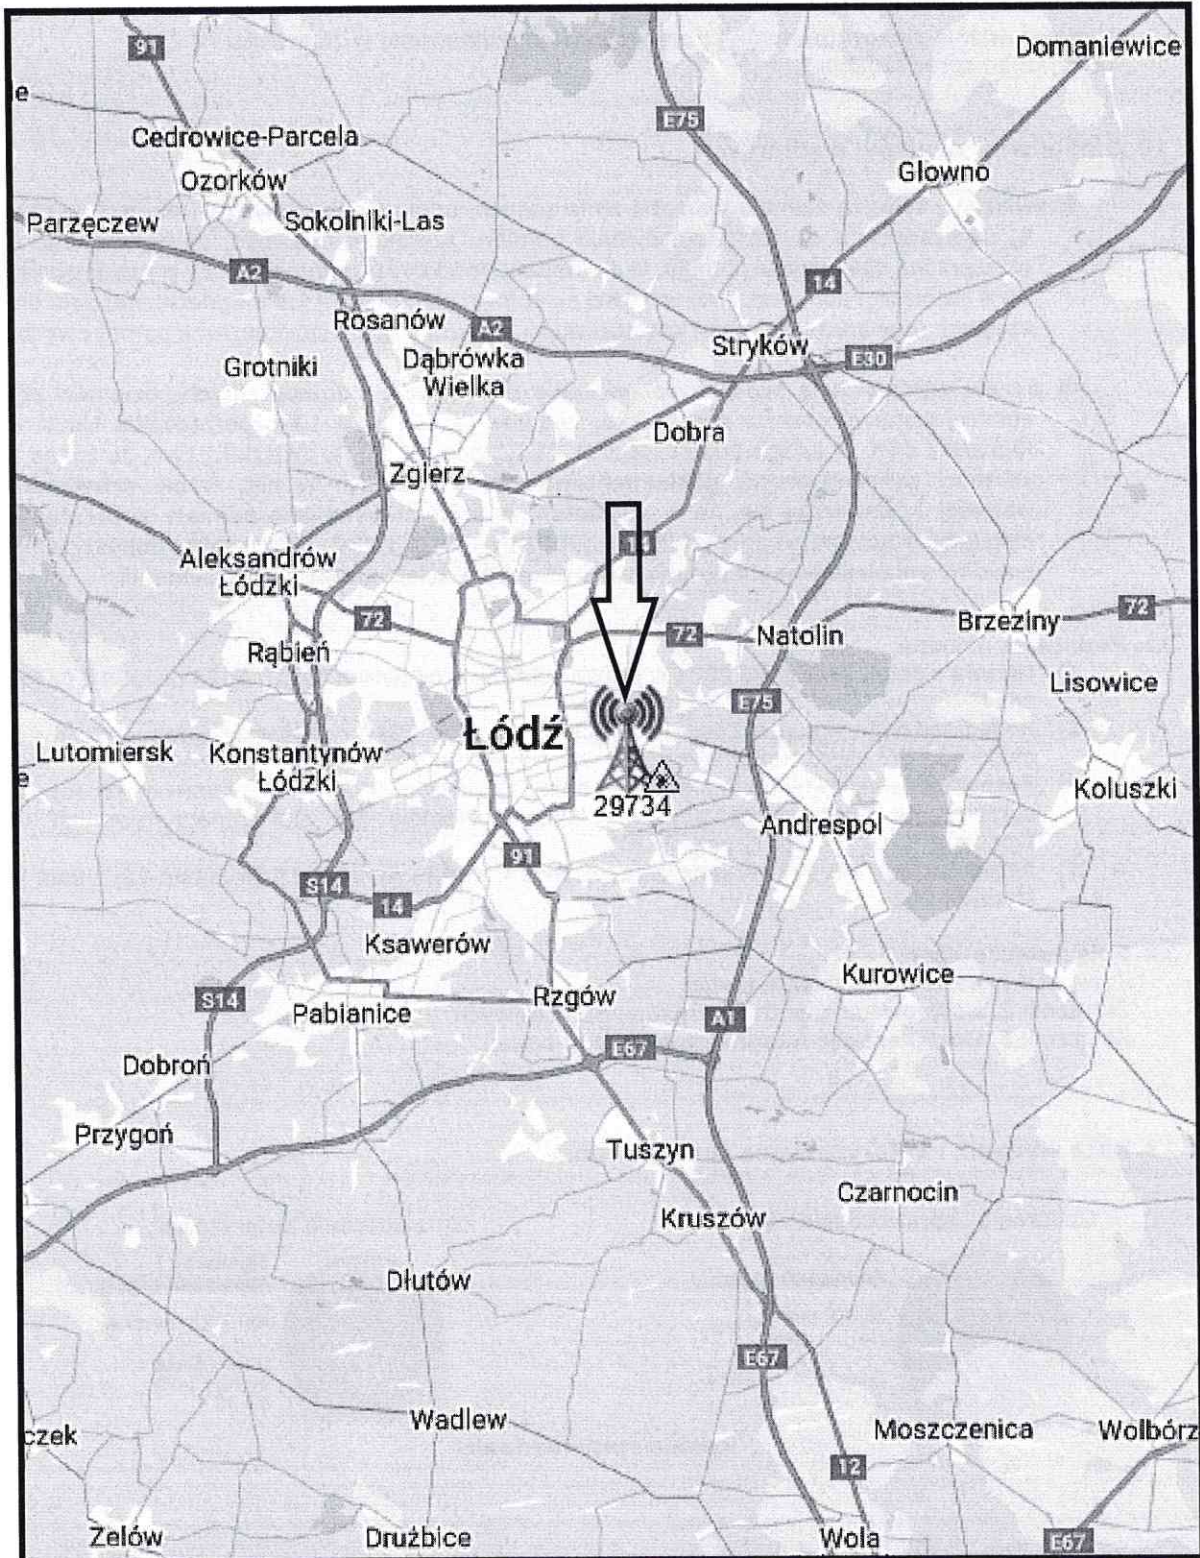 91
Domaniewice
e
E75
Cedrowice-Parcela
Ozorków
Glowno
Parzęczew
Sokolniki-Las
A2
14
Rosanów
A2
Stryków
E30
Grotniki
Dąbrówka
Wielka
Dobra
Zgierz
Aleksandrów
Łódzki
72
72
Natolin
Brzeziny
72
Rąbień
Lisowice
E75
Łódź
Lutomiersk
Konstantynów
Łódzki
e
29734
Koluszki
Andrespol
91
S14
14
Ksawerów
Kurowice
S14
Rzgów
Pabianice
A1
E67
Dobroń
Przygoń
Tuszyn
Czarnocin
Kruszów
Dłutów
E67
Wadlew
Moszczenica
Wolbórz
czek
12
Zelów
Drużbice
Wola
E67